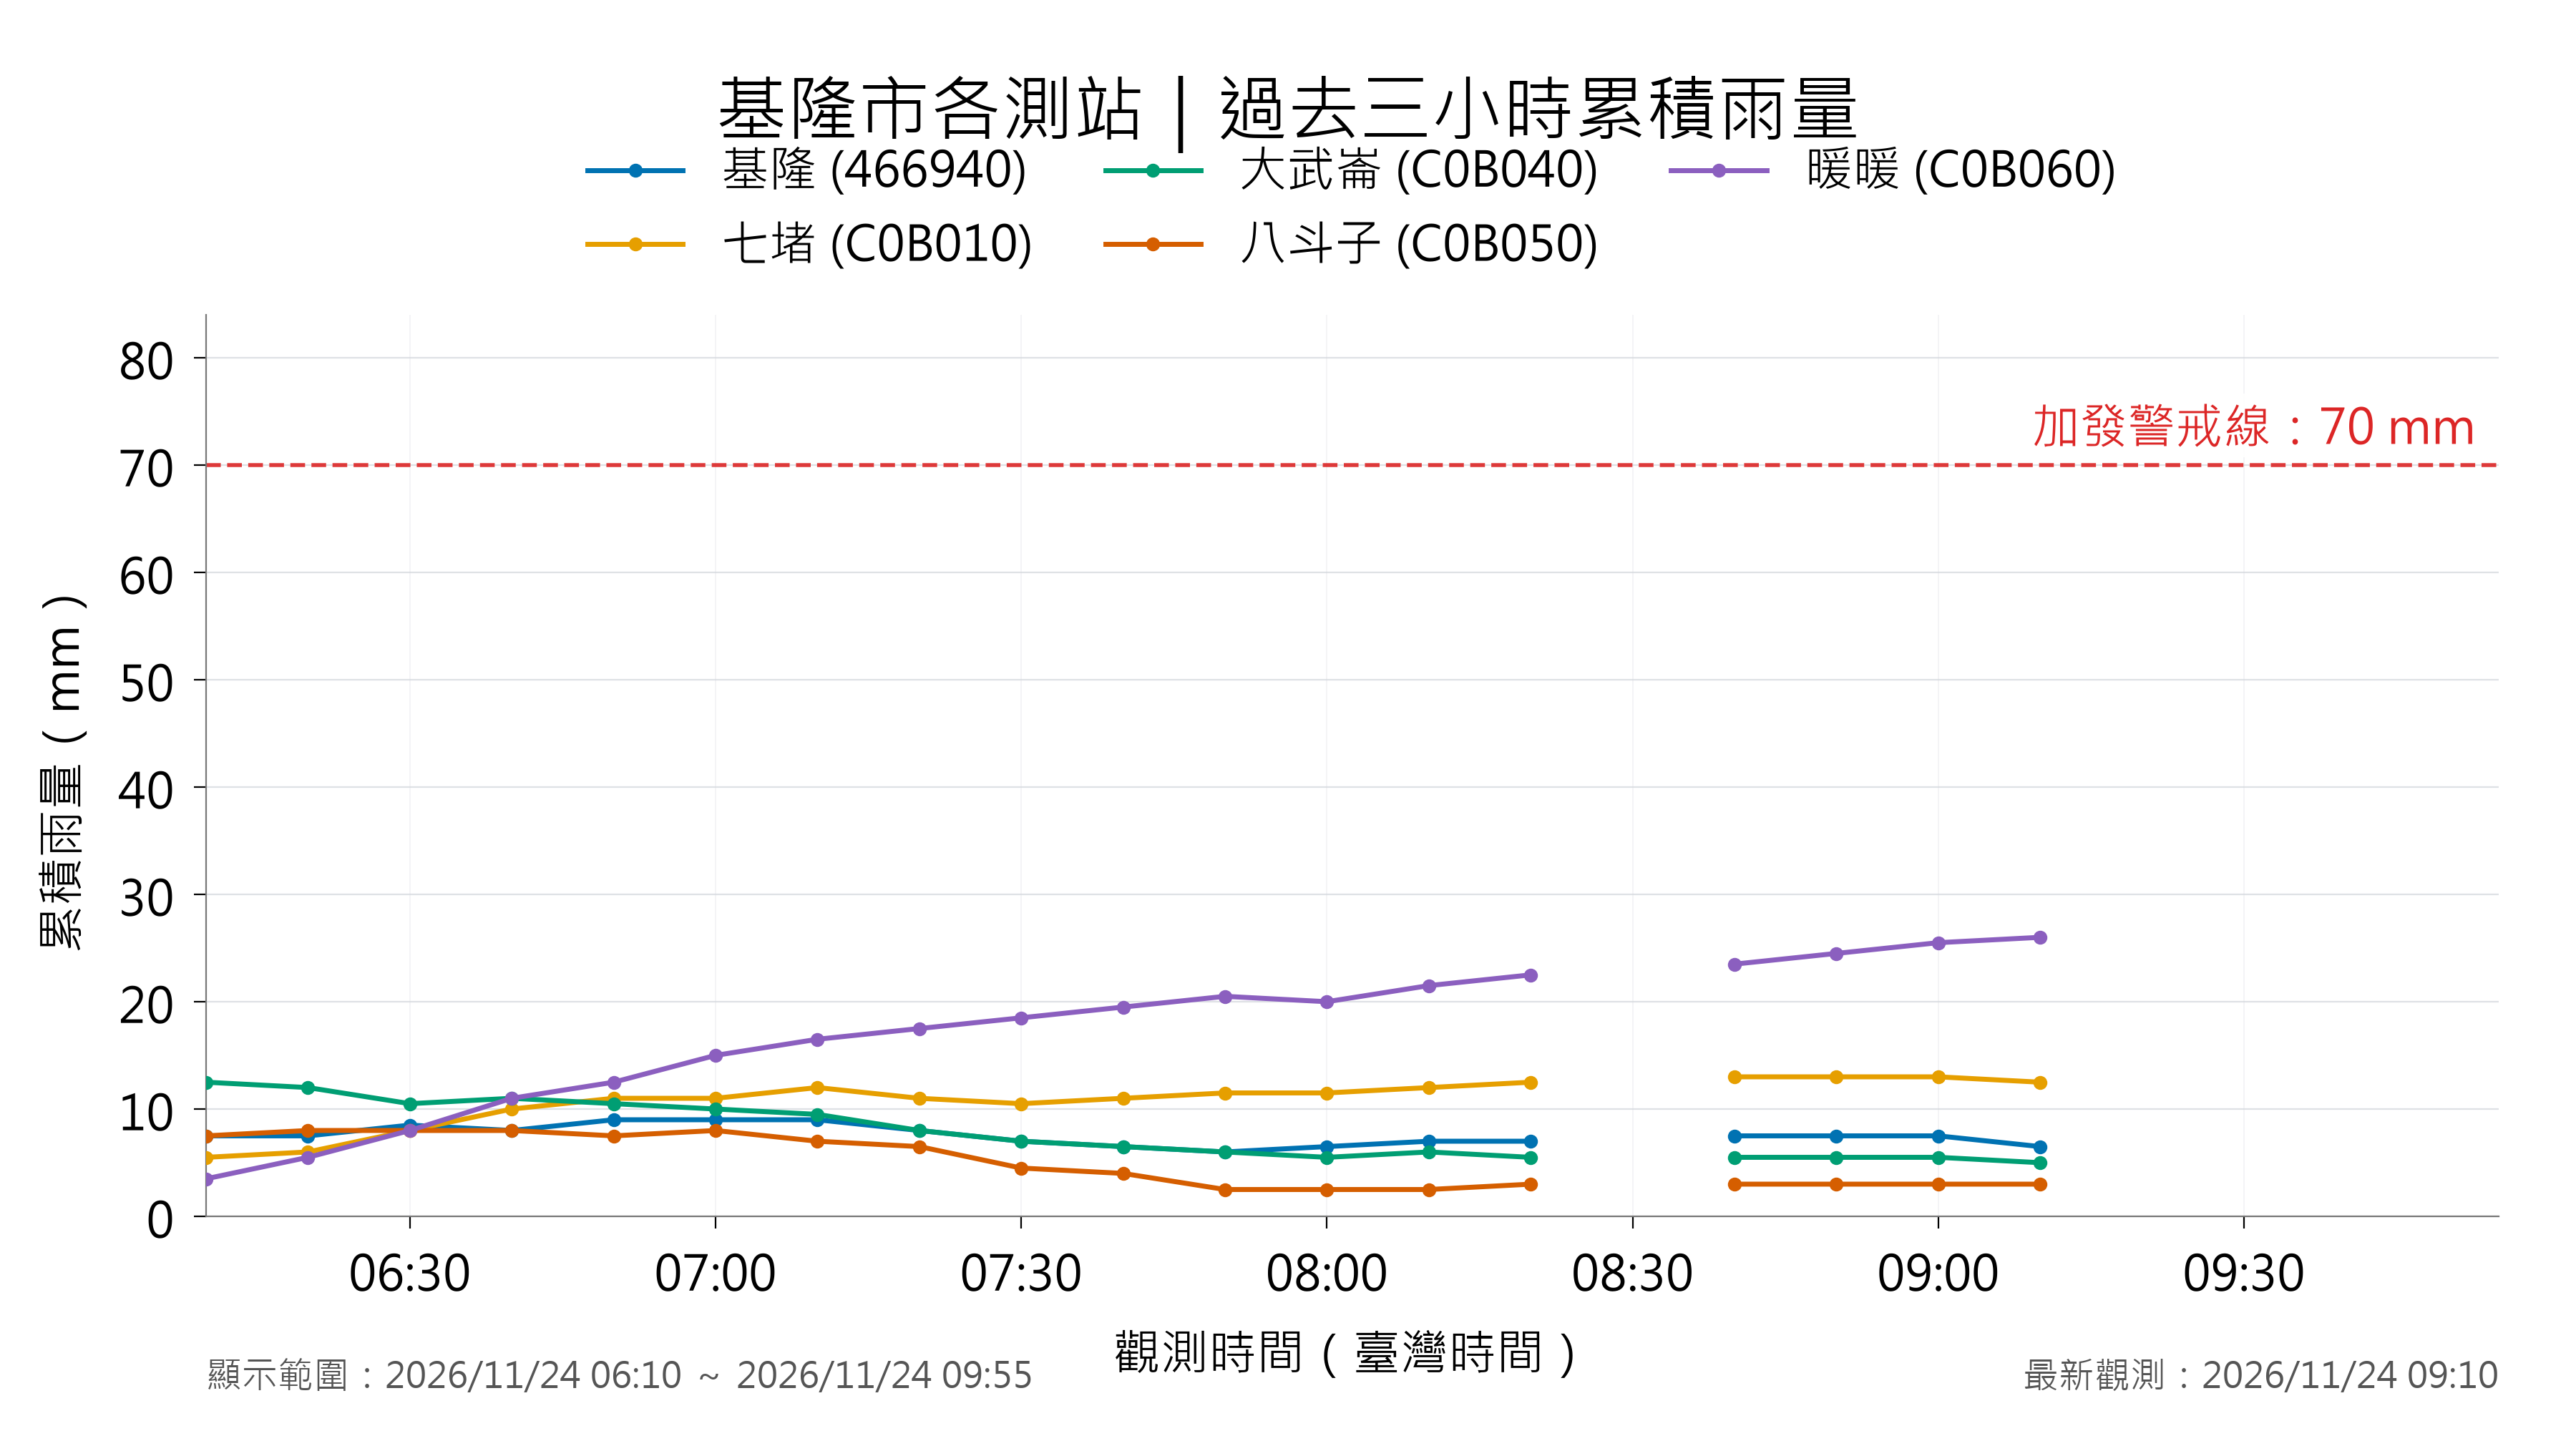 基隆市各測站｜過去三小時累積雨量
基隆 (466940)
七堵 (C0B010)
大武崙 (C0B040)
八斗子 (C0B050)
暖暖 (C0B060)
累積雨量（mm）
80
70
60
50
40
30
20
10
0
加發警戒線：70 mm
06:30
07:00
07:30
08:00
08:30
09:00
09:30
觀測時間（臺灣時間）
顯示範圍：2026/11/24 06:10 ~ 2026/11/24 09:55
最新觀測：2026/11/24 09:10